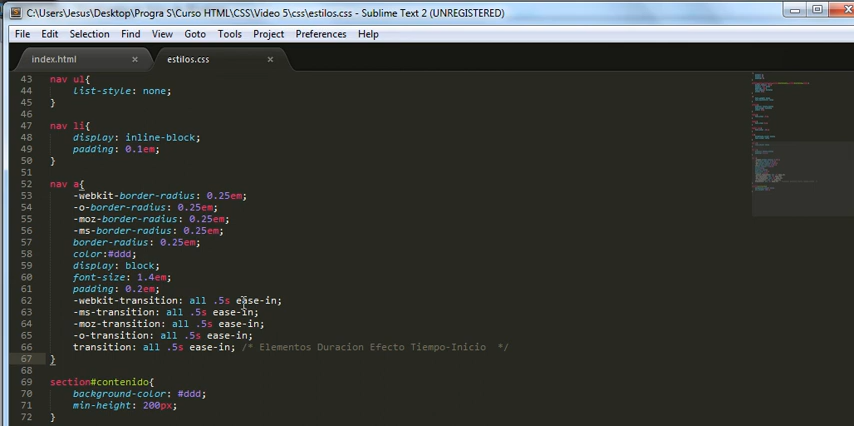 C:\Users\Jesus\Desktop\Progra S\Curso HTML\CSS\Video 5\css\estilos.css - Sublime Text 2 (UNREGISTERED)
File Edit Selection Find View Goto Tools Project Preferences Help
index.html × estilos.css ×
43 nav ul{
44 list-style: none;
45 }
46
47 nav li{
48 display: inline-block;
49 padding: 0.1em;
50 }
51
52 nav a{
53 -webkit-border-radius: 0.25em;
54 -o-border-radius: 0.25em;
55 -moz-border-radius: 0.25em;
56 -ms-border-radius: 0.25em;
57 border-radius: 0.25em;
58 color:#ddd;
59 display: block;
60 font-size: 1.4em;
61 padding: 0.2em;
62 -webkit-transition: all .5s ease-in;
63 -ms-transition: all .5s ease-in;
64 -moz-transition: all .5s ease-in;
65 -o-transition: all .5s ease-in;
66 transition: all .5s ease-in; /* Elementos Duracion Efecto Tiempo-Inicio */
67 }
68
69 section#contenido{
70 background-color: #ddd;
71 min-height: 200px;
72 }